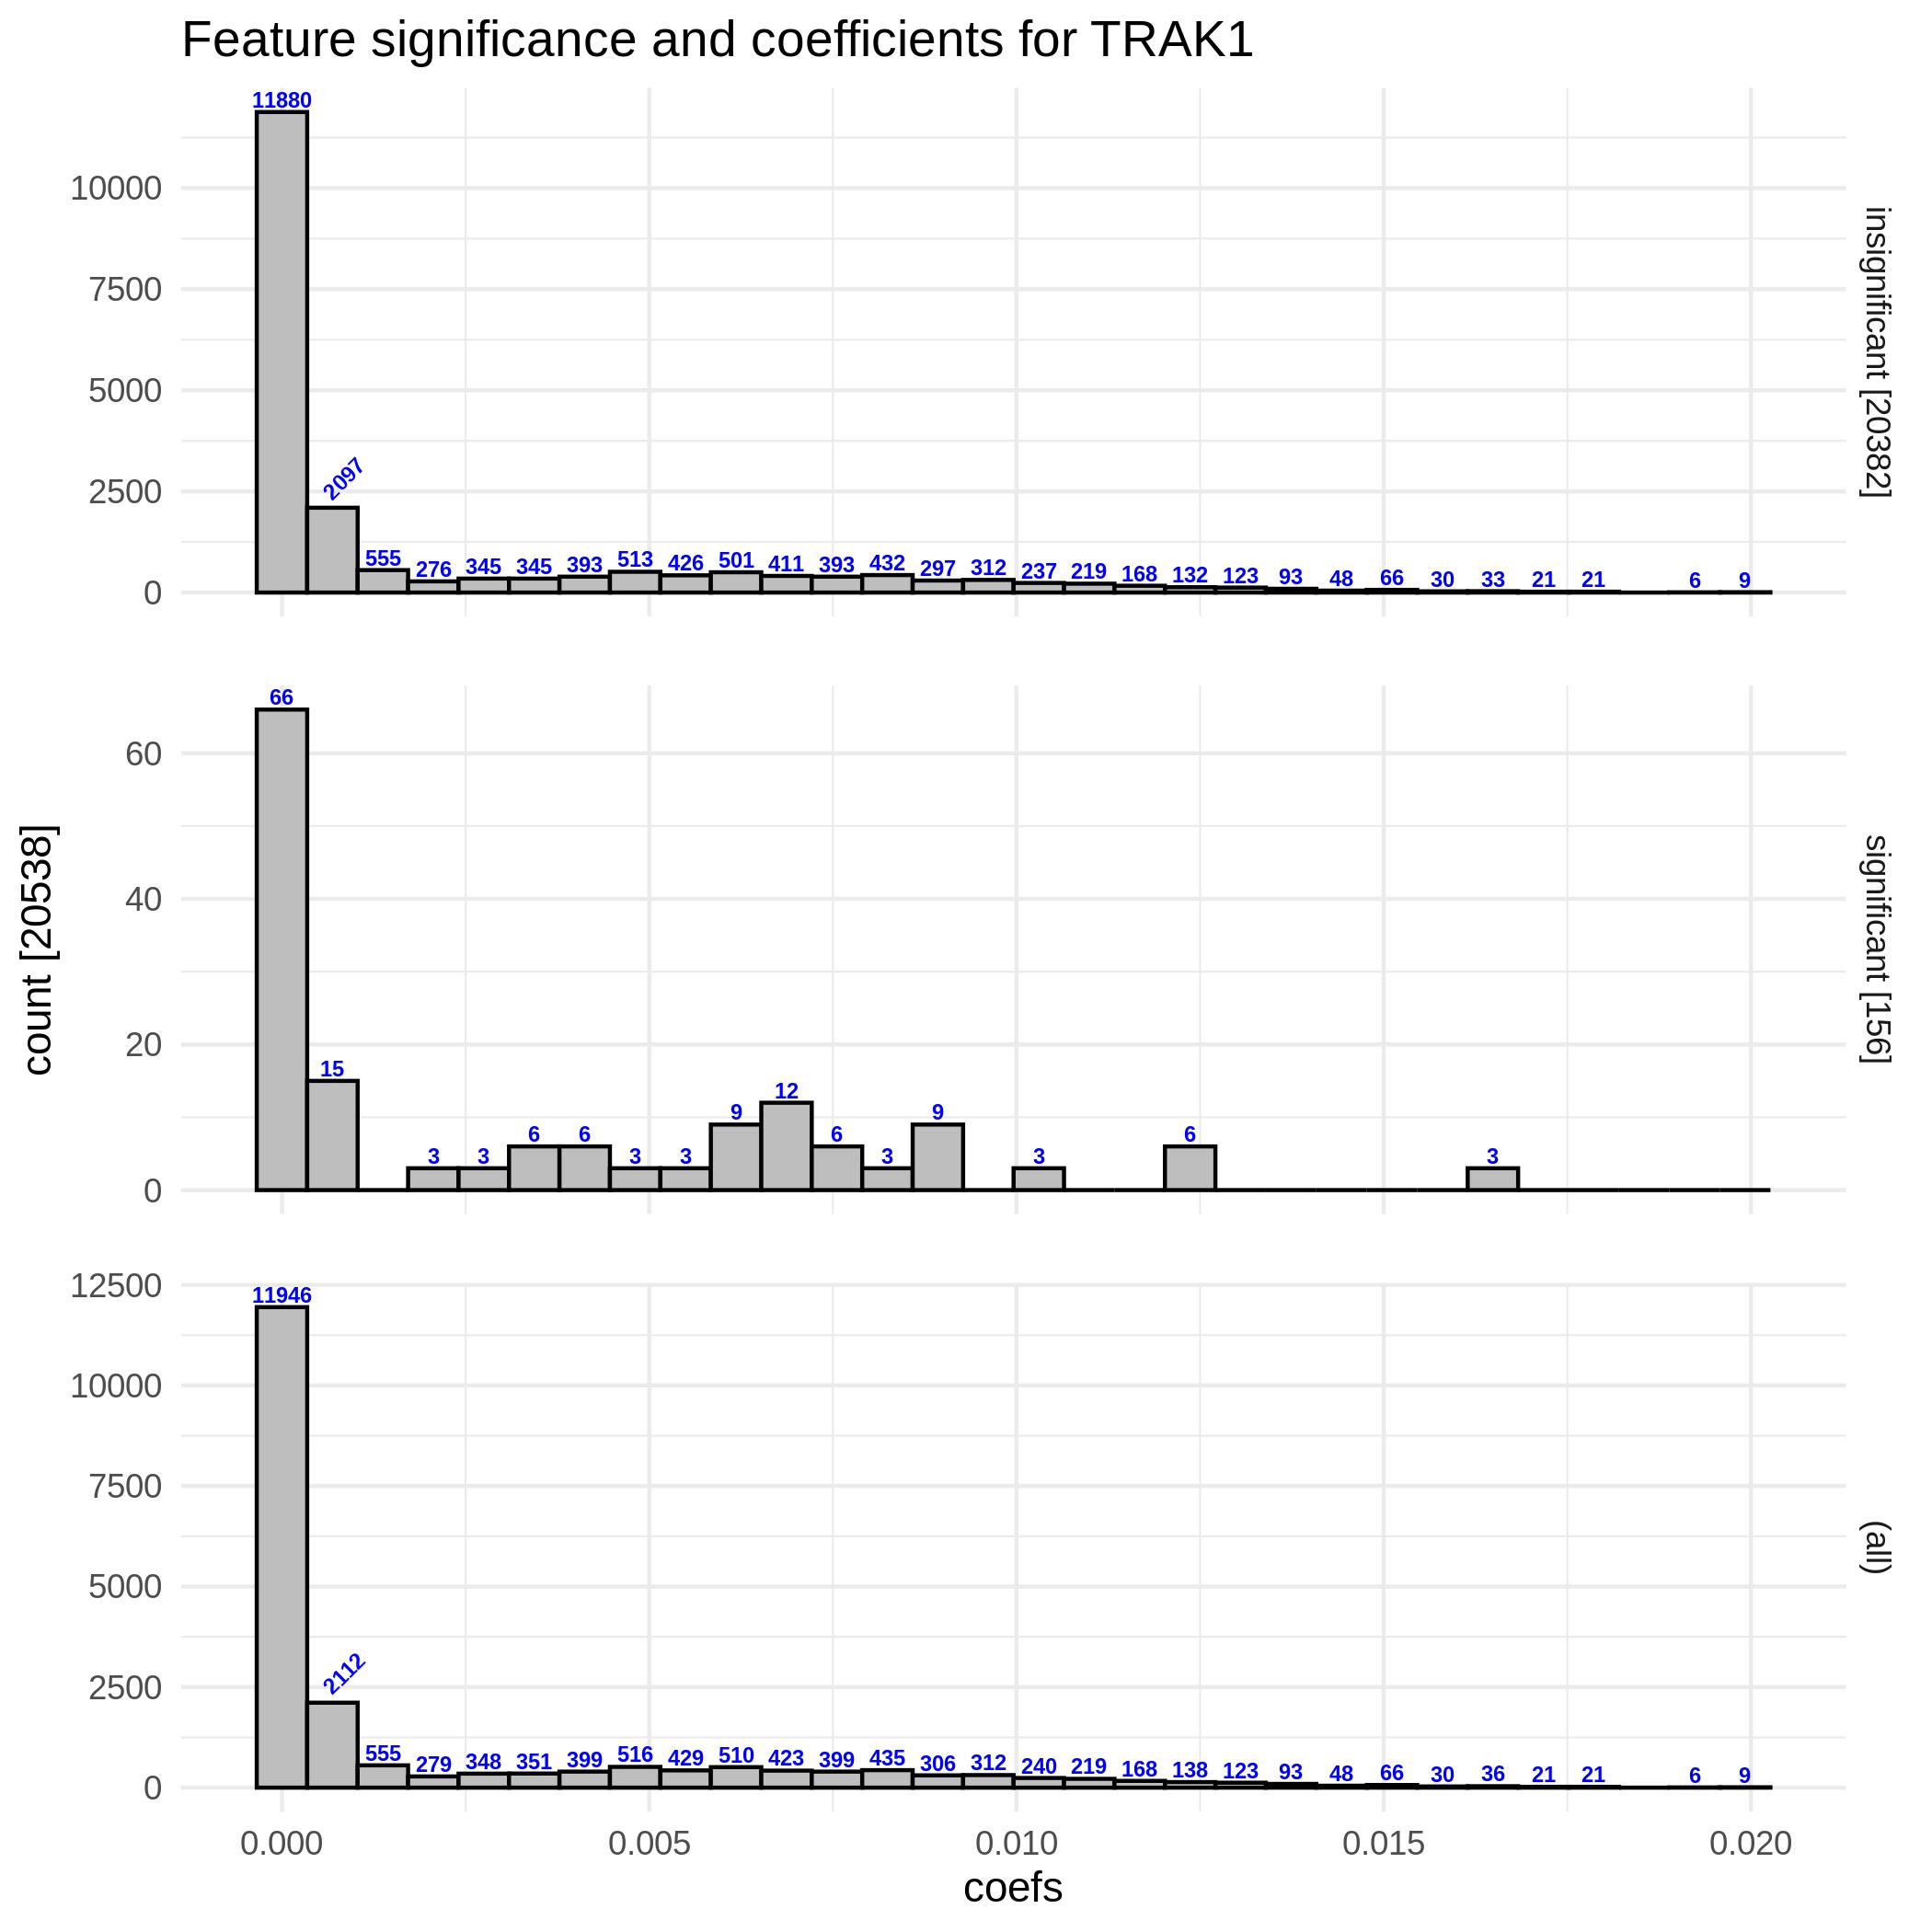 Feature significance and coefficients for TRAK1
11880
10000
7500
5000
2500
0
2097
555 276 345 345 393 513 426 501 411 393 432 297 312 237 219 168 132 123 93 48 66 30 33 21 21 6 9
insignificant [20382]
count [20538]
66
60
40
20
0
15
3 3 6 6 3 3 9 12 6 3 9 3 6 3
significant [156]
12500
10000
7500
5000
2500
0
11946
2112
555 279 348 351 399 516 429 510 423 399 435 306 312 240 219 168 138 123 93 48 66 30 36 21 21 6 9
(all)
0.000 0.005 0.010 0.015 0.020
coefs